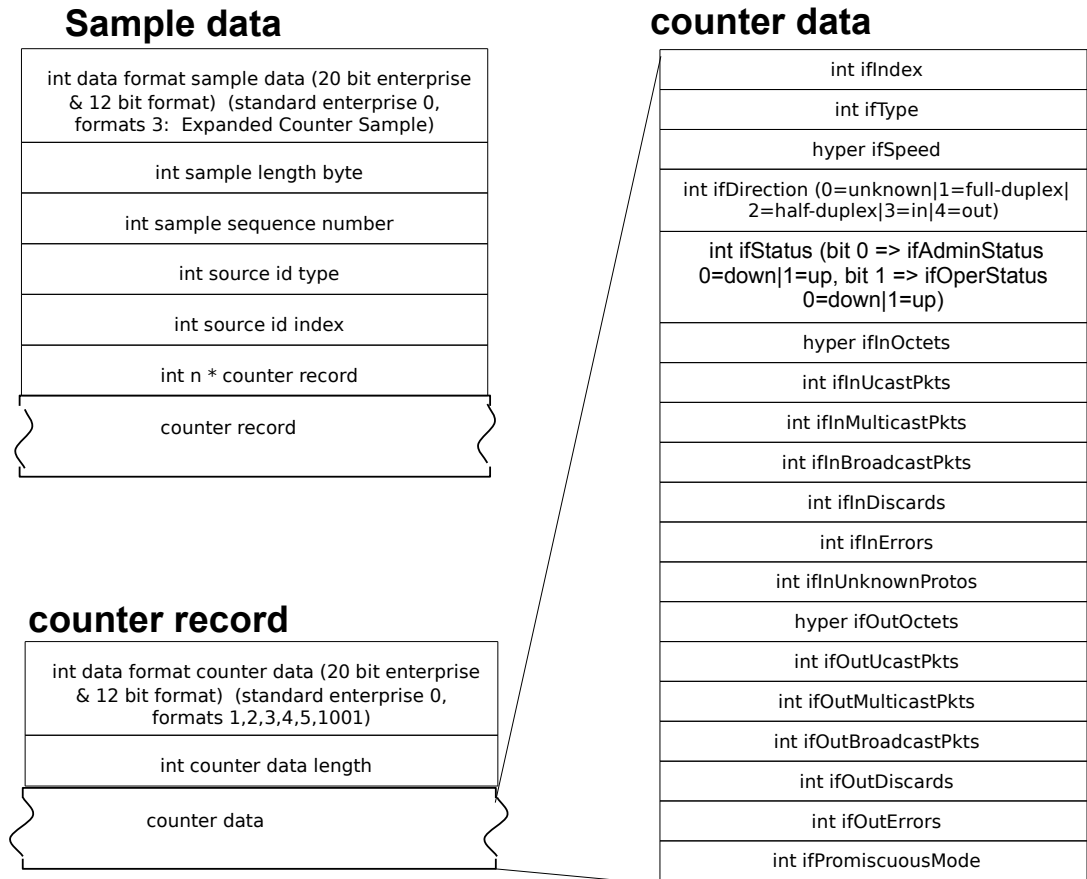 Sample data
int data format sample data (20 bit enterprise
& 12 bit format) (standard enterprise 0,
formats 3: Expanded Counter Sample)
int sample length byte
int sample sequence number
int source id type
int source id index
int n * counter record
counter record
counter record
int data format counter data (20 bit enterprise
& 12 bit format) (standard enterprise 0,
formats 1,2,3,4,5,1001)
int counter data length
counter data
counter data
int ifIndex
int ifType
hyper ifSpeed
int ifDirection (0=unknown|1=full-duplex|
2=half-duplex|3=in|4=out)
int ifStatus (bit 0 => ifAdminStatus
0=down|1=up, bit 1 => ifOperStatus
0=down|1=up)
hyper ifInOctets
int ifInUcastPkts
int ifInMulticastPkts
int ifInBroadcastPkts
int ifInDiscards
int ifInErrors
int ifInUnknownProtos
hyper ifOutOctets
int ifOutUcastPkts
int ifOutMulticastPkts
int ifOutBroadcastPkts
int ifOutDiscards
int ifOutErrors
int ifPromiscuousMode